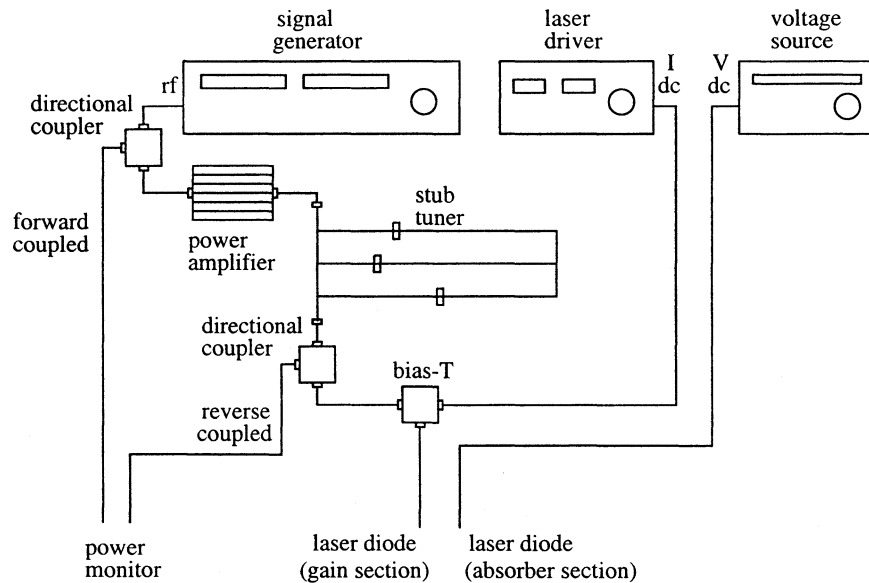 signal
generator
laser
driver
voltage
source
rf
I
dc
V
dc
directional
coupler
forward
coupled
power
amplifier
stub
tuner
directional
coupler
bias-T
reverse
coupled
power
monitor
laser diode
(gain section)
laser diode
(absorber section)